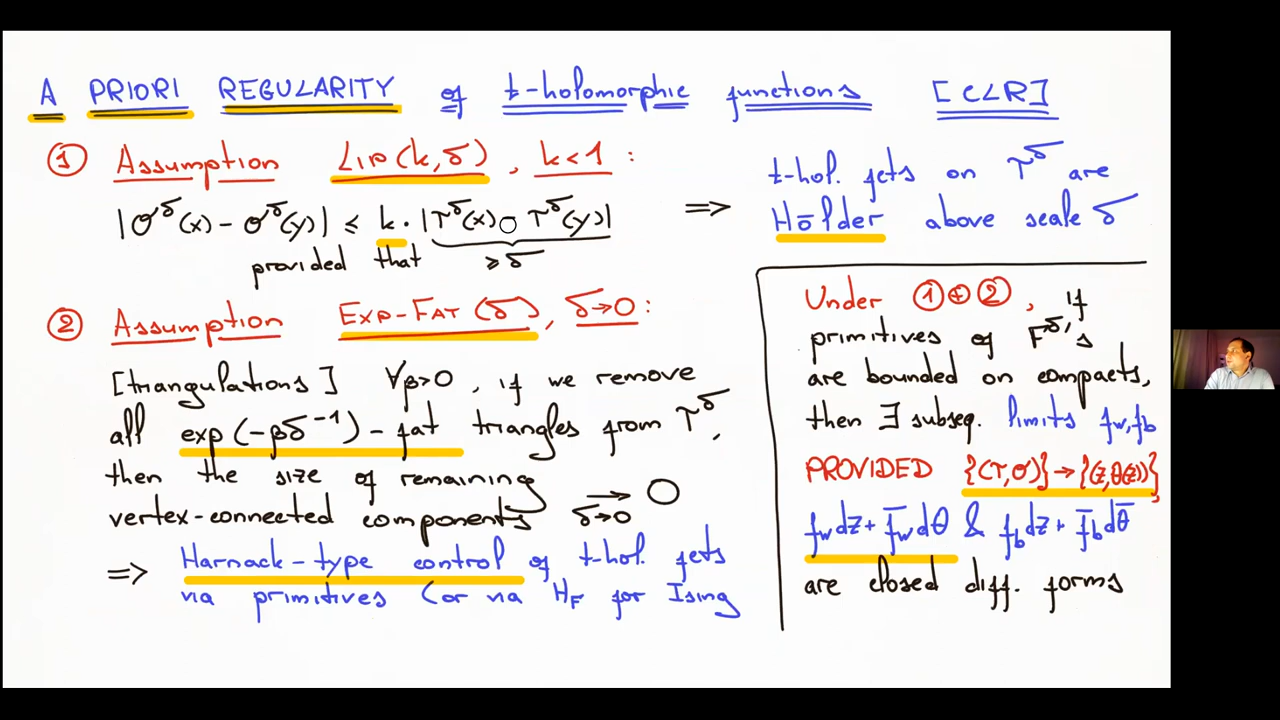 A PRIORI REGULARITY of t-holomorphic functions [CLR]
① Assumption Lip(k,δ), k<1 :
|O^δ(x) - O^δ(y)| ≤ k · |T^δ(x) - T^δ(y)|
provided that ≥ δ
⟹ t-hol. fcts on T^δ are
Hölder above scale δ
② Assumption Exp-Fat(δ), δ→0 :
[triangulations] ∀β>0, if we remove
all exp(-βδ^-1)-fat triangles from T^δ,
then the size of remaining
vertex-connected components →_{δ→0} 0
⟹ Harnack-type control of t-hol. fcts
via primitives (or via H_F for Ising
Under ①⊕②, if
primitives of F^δ's
are bounded on compacts,
then ∃ subseq. limits f_w, f_b
PROVIDED {(T,O)} → {(z,θ(z))},
f_w dz + \bar{f}_w dθ & f_b dz + \bar{f}_b d\bar{θ}
are closed diff. forms